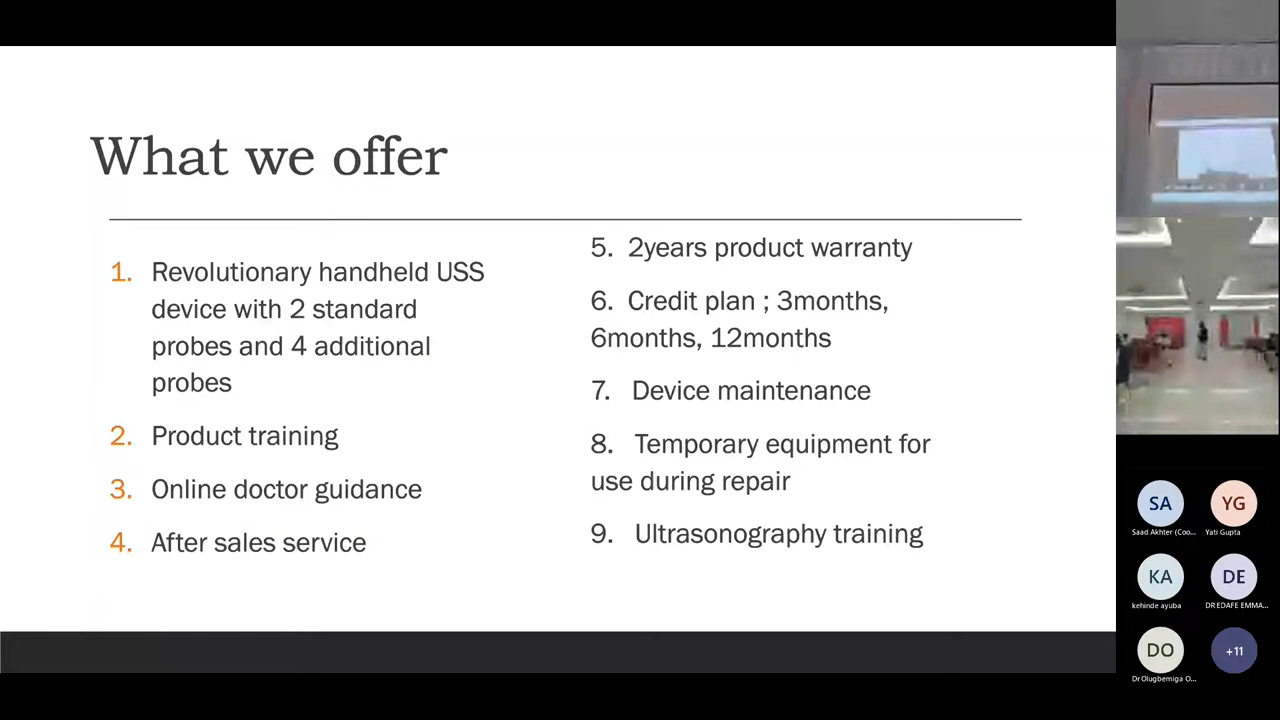 What we offer
1. Revolutionary handheld USS
device with 2 standard
probes and 4 additional
probes
2. Product training
3. Online doctor guidance
4. After sales service
5. 2years product warranty
6. Credit plan ; 3months,
6months, 12months
7. Device maintenance
8. Temporary equipment for
use during repair
9. Ultrasonography training
SA
Saad Akhter (Coo...
YG
Yati Gupta
KA
kehinde ayuba
DE
DR EDAFE EMMA...
DO
Dr Olugbemiga O...
+11